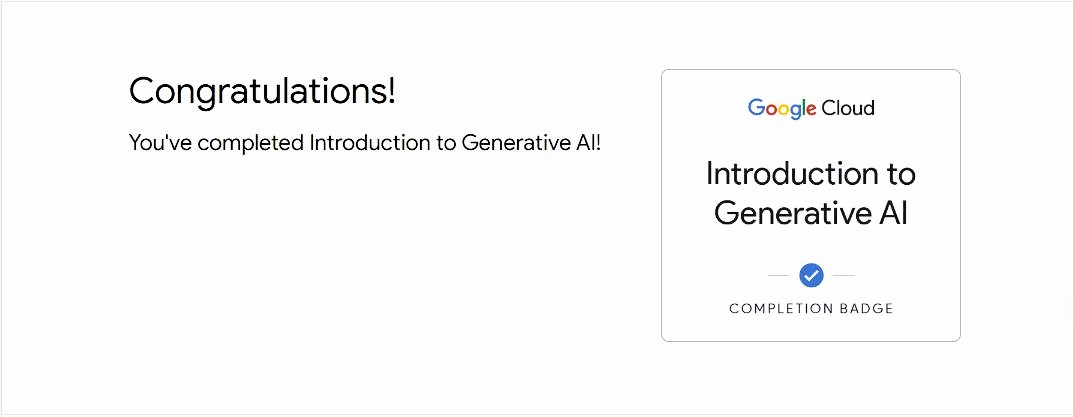 Congratulations!
You've completed Introduction to Generative AI!
Google Cloud
Introduction to
Generative AI
COMPLETION BADGE